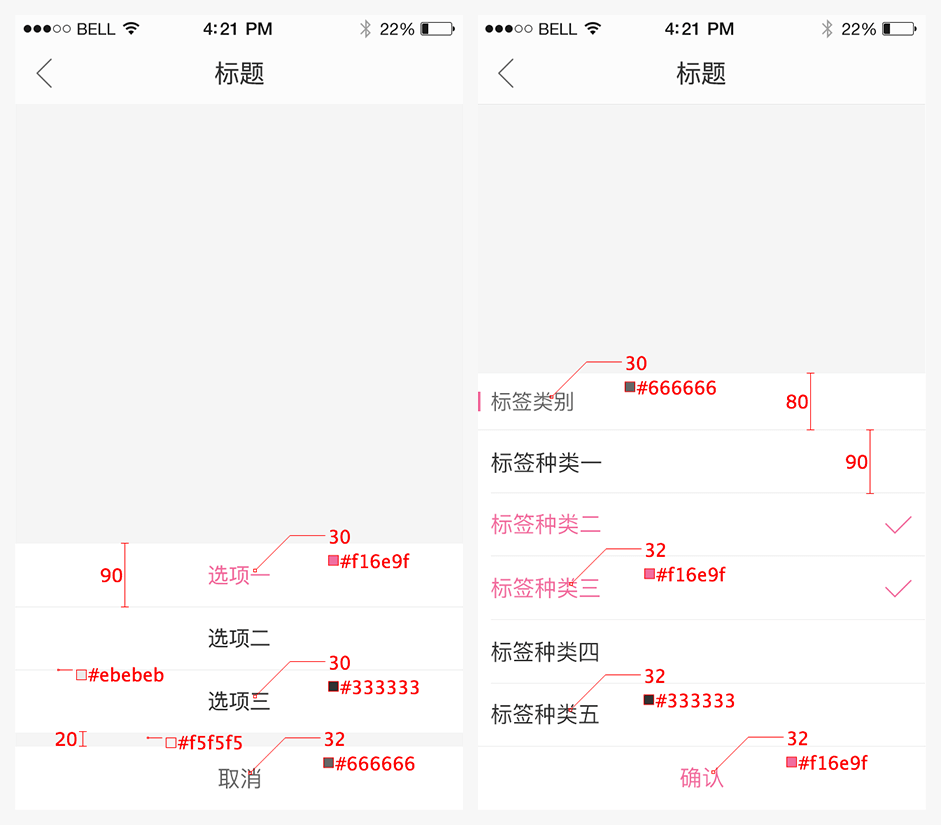 BELL 4:21 PM 22%
标题
30
#f16e9f
90
选项一
选项二
#ebebeb
30
#333333
选项三
20
#f5f5f5
32
#666666
取消
BELL 4:21 PM 22%
标题
30
#666666
标签类别
80
标签种类一
90
标签种类二
32
#f16e9f
标签种类三
标签种类四
32
#333333
标签种类五
32
#f16e9f
确认